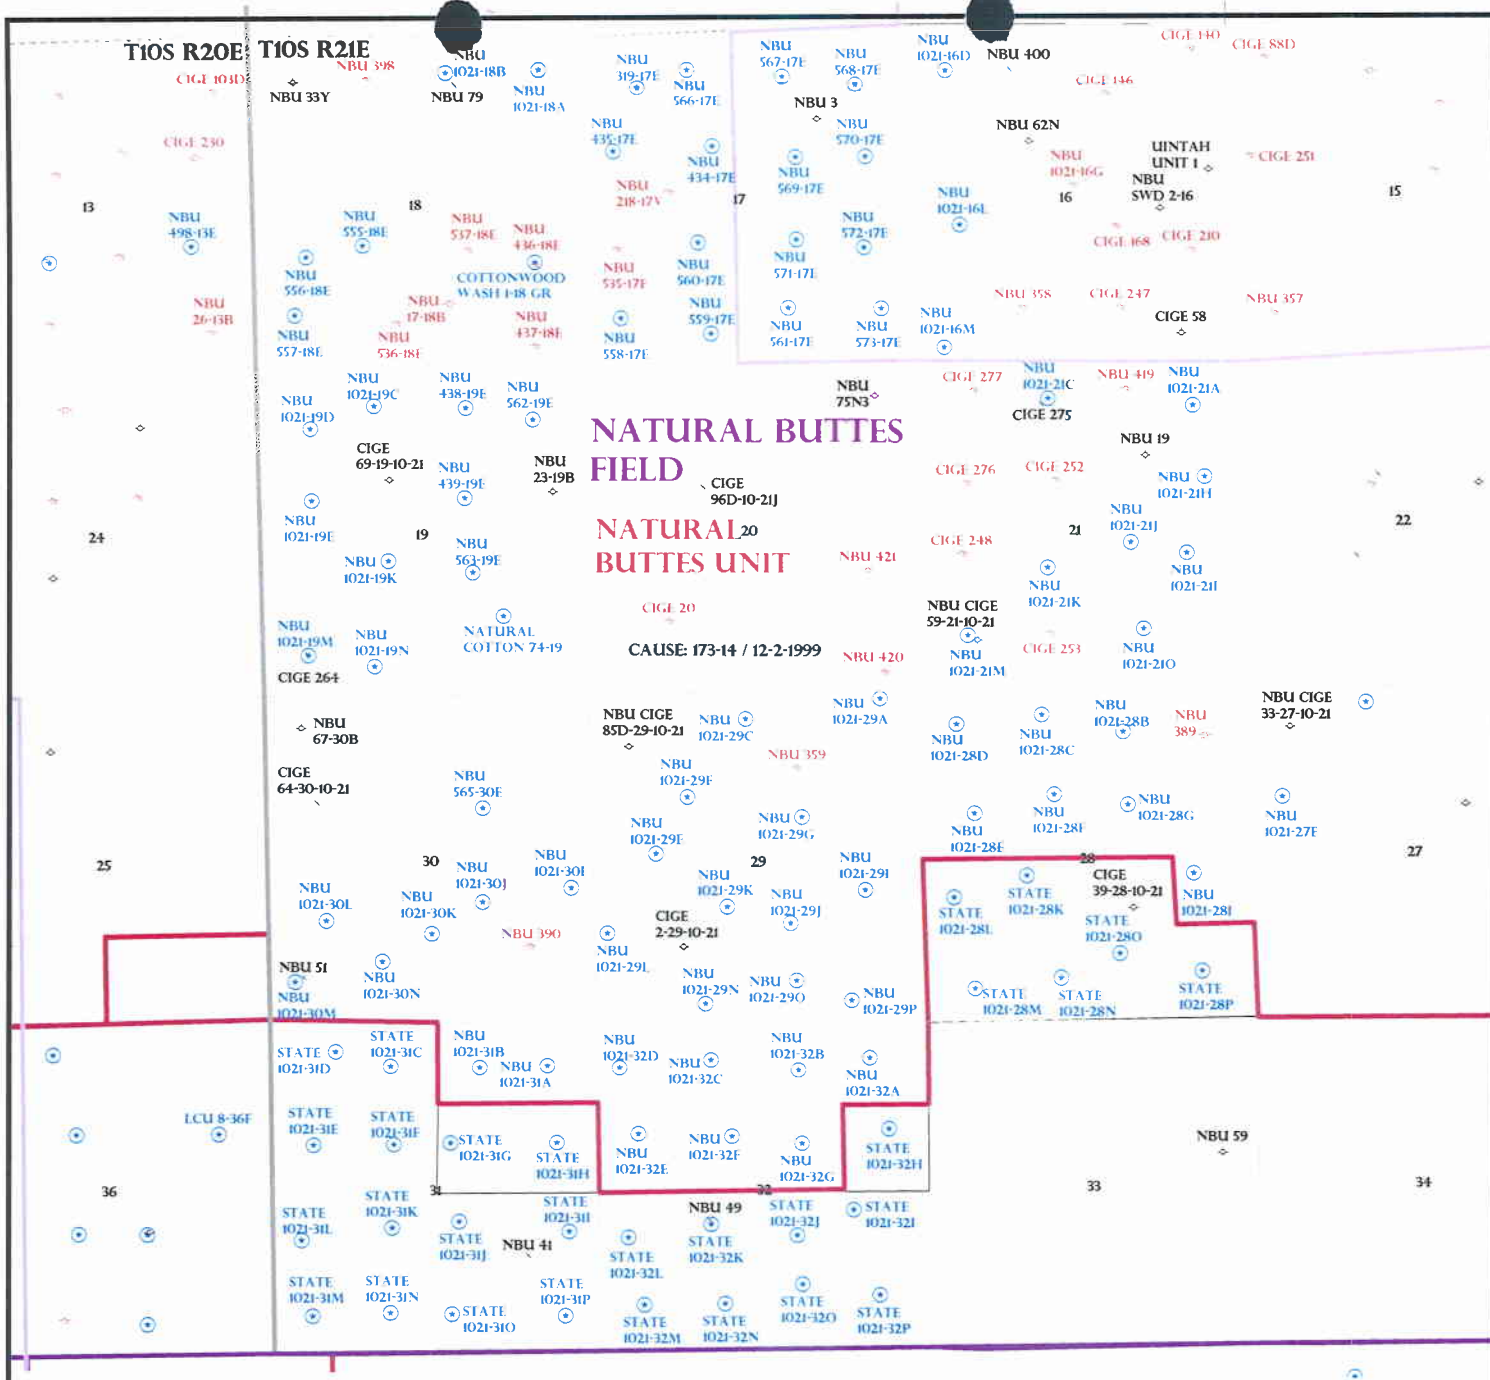 T10S R20E
T10S R21E
CIGE 103D
NBU 398
NBU 33Y
NBU
1021-18B
NBU 79
NBU
1021-18A
NBU
319-17E
NBU
566-17E
NBU
567-17E
NBU
568-17E
NBU
1021-16D
NBU 400
CIGE 140
CIGE 88D
CIGE 146
NBU 3
CIGE 230
NBU
435-17E
NBU
434-17E
NBU
570-17E
NBU
569-17E
NBU 62N
NBU
1021-16G
UINTAH
UNIT 1
NBU
SWD 2-16
CIGE 251
13
18
17
16
15
NBU
498-13E
NBU
555-18E
NBU
537-18E
NBU
436-18E
NBU
218-17V
NBU
1021-16L
NBU
572-17E
NBU
571-17E
CIGE 168
CIGE 210
NBU
556-18E
COTTONWOOD
WASH 1-18 GR
NBU
535-17E
NBU
560-17E
NBU
26-13B
NBU
17-18B
NBU
536-18E
NBU
437-18E
NBU
557-18E
NBU
558-17E
NBU
559-17E
NBU
561-17E
NBU
573-17E
NBU
1021-16M
NBU 358
CIGE 247
NBU 357
CIGE 58
NBU
1021-19D
NBU
1021-19C
NBU
438-19E
NBU
562-19E
NBU
75N3
CIGE 277
NBU
1021-21C
CIGE 275
NBU 419
NBU
1021-21A
NATURAL BUTTES
FIELD
CIGE
69-19-10-21
NBU
439-19E
NBU
23-19B
CIGE
96D-10-21J
CIGE 276
CIGE 252
NBU 19
NBU
1021-21H
NBU
1021-19E
NBU
1021-21J
24
19
20
21
22
NATURAL
BUTTES UNIT
NBU
1021-19K
NBU
563-19E
NBU 421
CIGE 248
NBU
1021-21K
NBU
1021-21I
CIGE 20
NBU CIGE
59-21-10-21
NBU
1021-19M
CIGE 264
NBU
1021-19N
NATURAL
COTTON 74-19
CAUSE: 173-14 / 12-2-1999
NBU 420
NBU
1021-21M
CIGE 253
NBU
1021-21O
NBU
67-30B
NBU CIGE
85D-29-10-21
NBU
1021-29C
NBU
1021-29A
NBU
1021-28D
NBU
1021-28C
NBU
1021-28B
NBU
389
NBU CIGE
33-27-10-21
CIGE
64-30-10-21
NBU
565-30E
NBU
1021-29F
NBU 359
NBU
1021-29E
NBU
1021-29G
NBU
1021-28E
NBU
1021-28F
NBU
1021-28G
NBU
1021-27E
25
30
29
28
27
NBU
1021-30L
NBU
1021-30K
NBU
1021-30J
NBU
1021-30I
NBU
1021-29K
NBU
1021-29J
NBU
1021-29I
STATE
1021-28L
STATE
1021-28K
CIGE
39-28-10-21
STATE
1021-28O
NBU
1021-28I
CIGE
2-29-10-21
NBU 390
NBU
1021-29L
NBU 51
NBU
1021-30M
NBU
1021-30N
NBU
1021-29N
NBU
1021-29O
NBU
1021-29P
STATE
1021-28M
STATE
1021-28N
STATE
1021-28P
STATE
1021-31D
STATE
1021-31C
NBU
1021-31B
NBU
1021-31A
NBU
1021-32D
NBU
1021-32C
NBU
1021-32B
NBU
1021-32A
LCU 8-36F
STATE
1021-31E
STATE
1021-31F
STATE
1021-31G
STATE
1021-31H
NBU
1021-32E
NBU
1021-32F
NBU
1021-32G
STATE
1021-32H
NBU 59
36
31
32
33
34
STATE
1021-31L
STATE
1021-31K
STATE
1021-31J
STATE
1021-31I
NBU 41
STATE
1021-32L
NBU 49
STATE
1021-32K
STATE
1021-32J
STATE
1021-32I
STATE
1021-31M
STATE
1021-31N
STATE
1021-31O
STATE
1021-31P
STATE
1021-32M
STATE
1021-32N
STATE
1021-32O
STATE
1021-32P